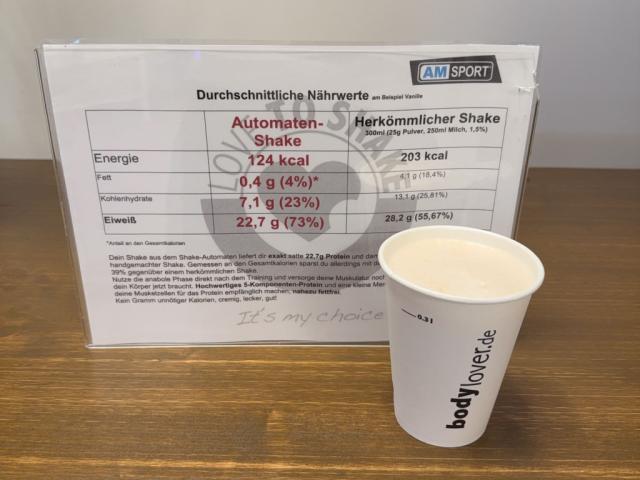 AM SPORT
Durchschnittliche Nährwerte am Beispiel Vanille
LOVE TO SHAKE
Automaten-Shake
Herkömmlicher Shake
300ml (25g Pulver, 250ml Milch, 1,5%)
Energie 124 kcal 203 kcal
Fett 0,4 g (4%)* 4,1 g (18,4%)
Kohlenhydrate 7,1 g (23%) 13,1 g (25,81%)
Eiweiß 22,7 g (73%) 28,2 g (55,67%)
*Anteil an den Gesamtkalorien
Dein Shake aus dem Shake-Automaten liefert dir exakt satte 22,7g Protein und dam
handgemachter Shake. Gemessen an den Gesamtkalorien sparst du allerdings mit d
39% gegenüber einem herkömmlichen Shake.
Nutze die anabole Phase direkt nach dem Training und versorge deine Muskulatur noch
dein Körper jetzt braucht. Hochwertiges 5-Komponenten-Protein und eine kleine Men
deine Muskelzellen für das Protein empfänglich machen, nahezu fettfrei.
Kein Gramm unnötiger Kalorien, cremig, lecker, gut!
It's my choice
0,3 l
bodylover.de